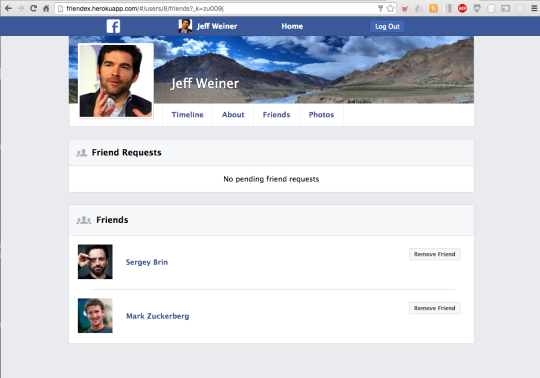 friendex.herokuapp.com/#/users/8/friends?_k=zu009j
f Jeff Weiner Home Log Out
Jeff Weiner
Timeline About Friends Photos
Friend Requests
No pending friend requests
Friends
Sergey Brin Remove Friend
Mark Zuckerberg Remove Friend